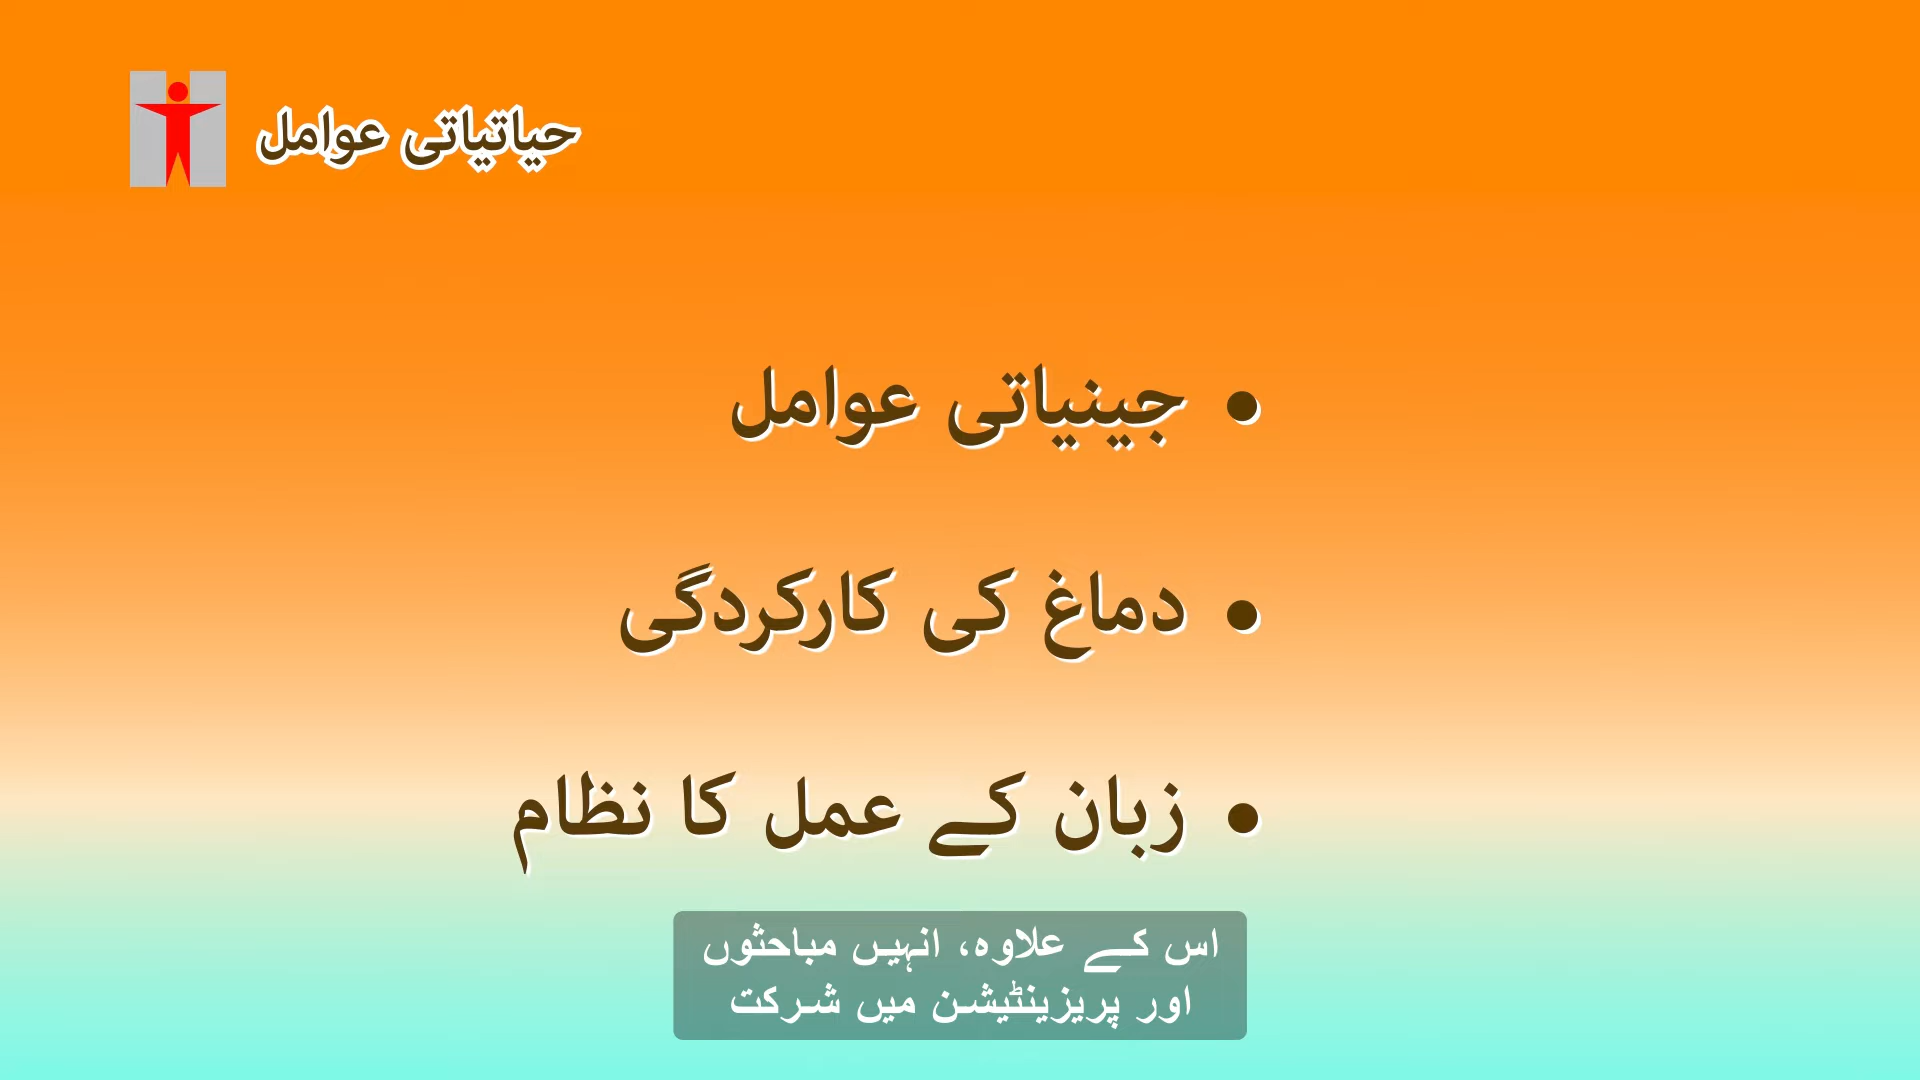 حیاتیاتی عوامل
• جینیاتی عوامل
• دماغ کی کارکردگی
• زبان کے عمل کا نظام
اس کے علاوہ، انہیں مباحثوں
اور پریزینٹیشن میں شرکت